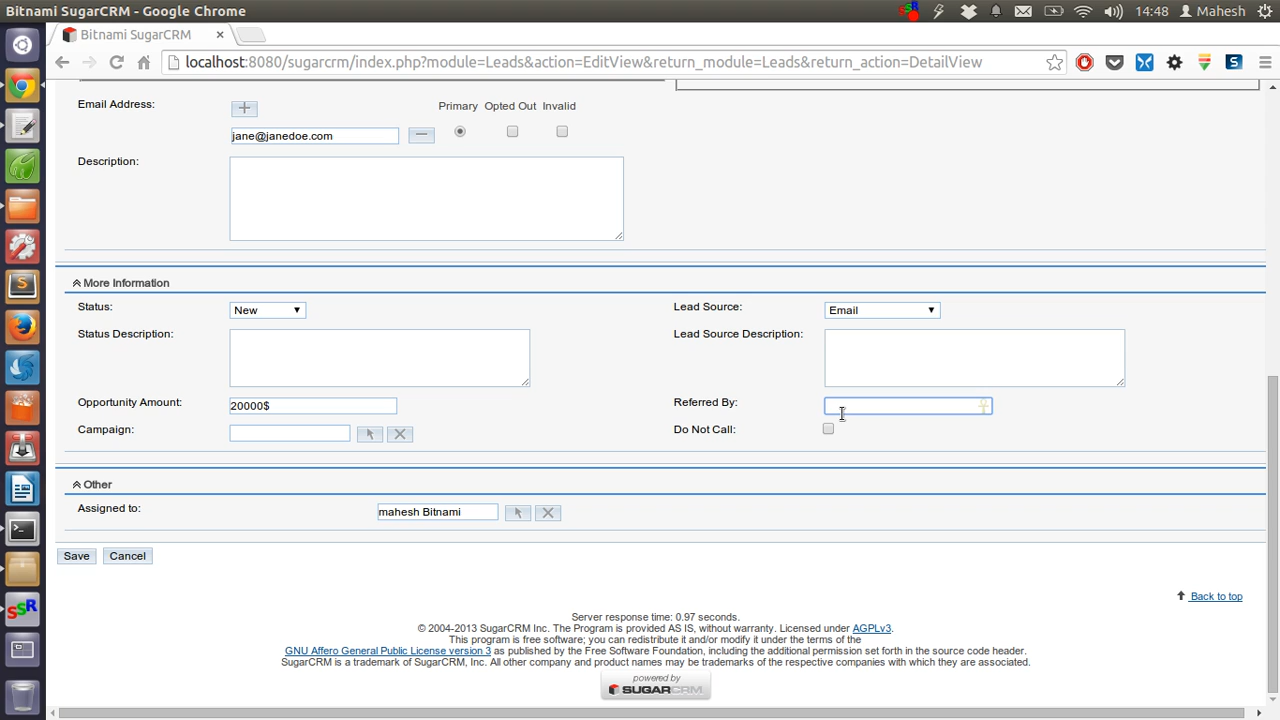 Bitnami SugarCRM - Google Chrome
14:48 Mahesh
Bitnami SugarCRM
localhost:8080/sugarcrm/index.php?module=Leads&action=EditView&return_module=Leads&return_action=DetailView
Email Address:
Primary Opted Out Invalid
jane@janedoe.com
Description:
More Information
Status: New Lead Source: Email
Status Description: Lead Source Description:
Opportunity Amount: 20000$ Referred By:
Campaign: Do Not Call:
Other
Assigned to: mahesh Bitnami
Save Cancel
Back to top
Server response time: 0.97 seconds.
© 2004-2013 SugarCRM Inc. The Program is provided AS IS, without warranty. Licensed under AGPLv3.
This program is free software; you can redistribute it and/or modify it under the terms of the
GNU Affero General Public License version 3 as published by the Free Software Foundation, including the additional permission set forth in the source code header.
SugarCRM is a trademark of SugarCRM, Inc. All other company and product names may be trademarks of the respective companies with which they are associated.
powered by
SUGARCRM